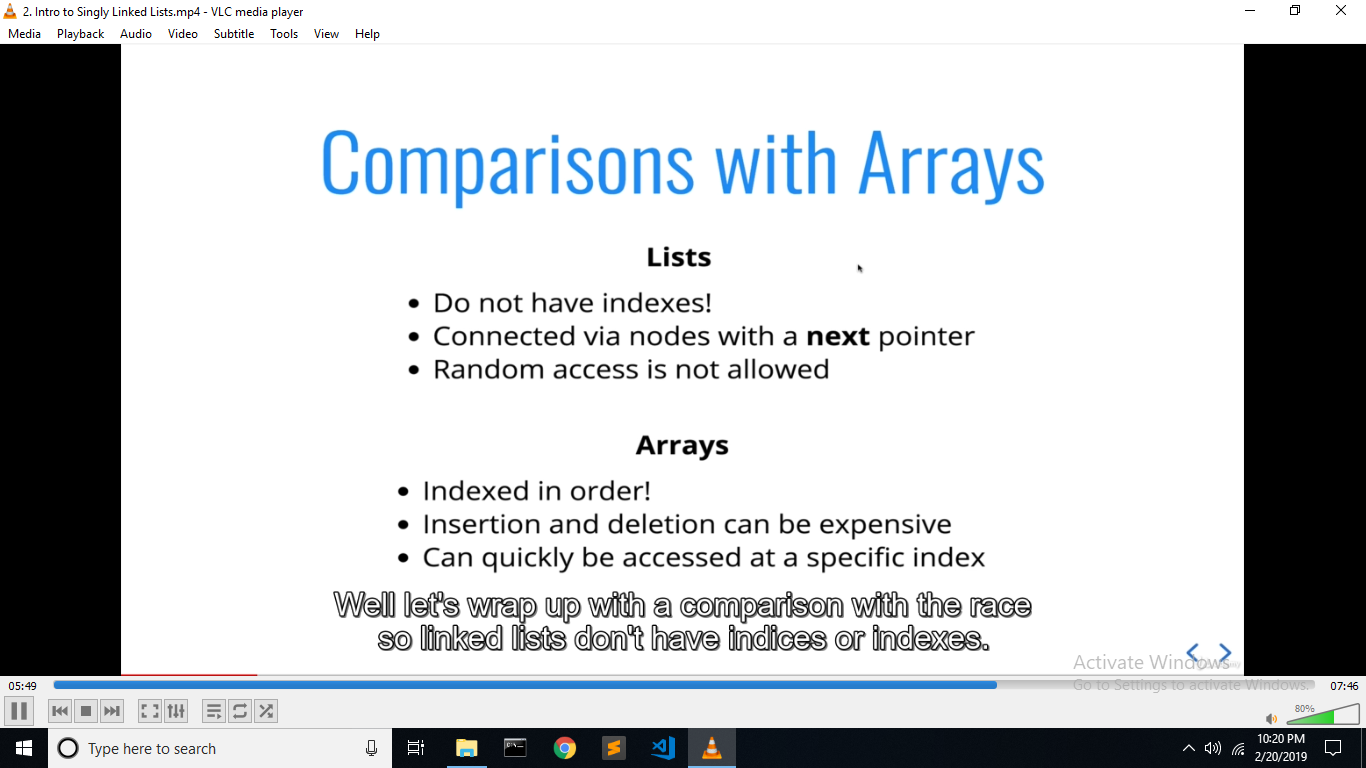 2. Intro to Singly Linked Lists.mp4 - VLC media player
Media Playback Audio Video Subtitle Tools View Help
Comparisons with Arrays
Lists
Do not have indexes!
Connected via nodes with a next pointer
Random access is not allowed
Arrays
Indexed in order!
Insertion and deletion can be expensive
Can quickly be accessed at a specific index
Well let's wrap up with a comparison with the race
so linked lists don't have indices or indexes.
Activate Windows
Go to Settings to activate Windows.
05:49
07:46
80%
Type here to search
10:20 PM
2/20/2019